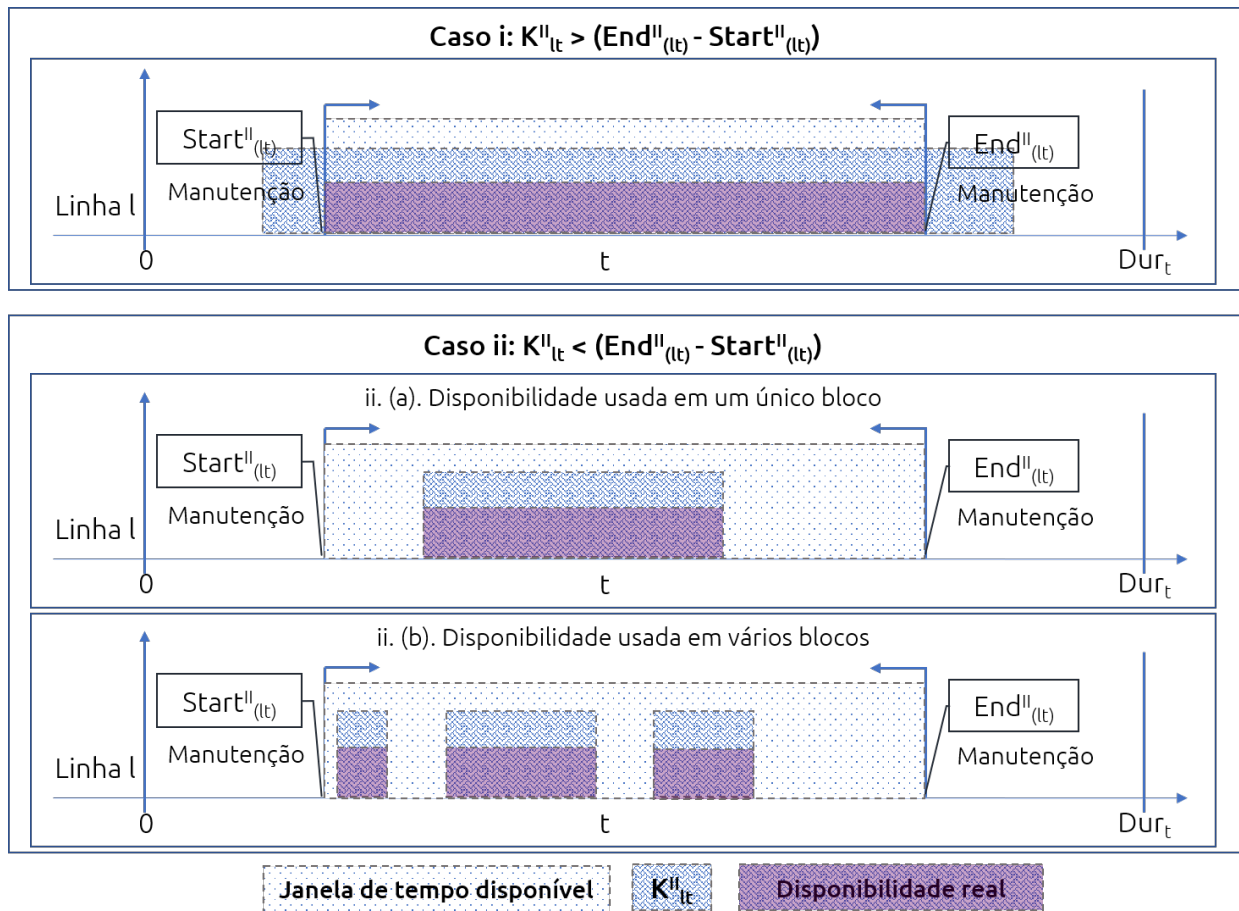 Caso i: K^II_lt > (End^II_(lt) - Start^II_(lt))
Start^II_(lt)
End^II_(lt)
Manutenção
Manutenção
Linha l
0
t
Dur_t
Caso ii: K^II_lt < (End^II_(lt) - Start^II_(lt))
ii. (a). Disponibilidade usada em um único bloco
Start^II_(lt)
End^II_(lt)
Manutenção
Manutenção
Linha l
0
t
Dur_t
ii. (b). Disponibilidade usada em vários blocos
Start^II_(lt)
End^II_(lt)
Manutenção
Manutenção
Linha l
0
t
Dur_t
Janela de tempo disponível
K^II_lt
Disponibilidade real